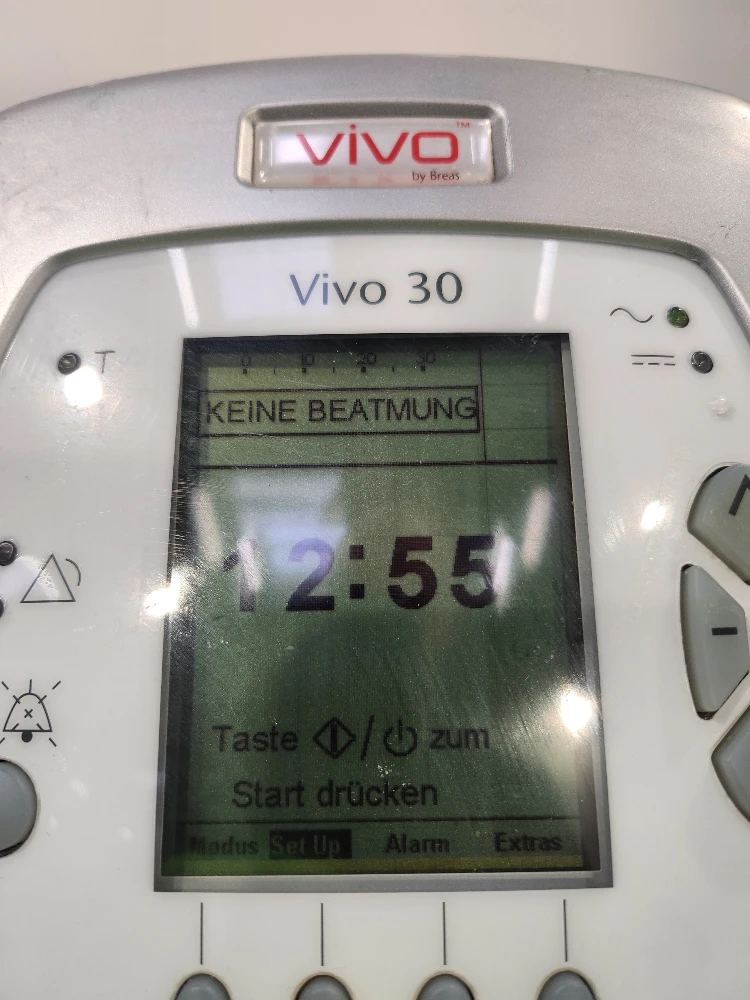 vivo™
by Breas
Vivo 30
T
0 10 20 30
KEINE BEATMUNG
12:55
Taste / zum
Start drücken
Modus Set Up Alarm Extras